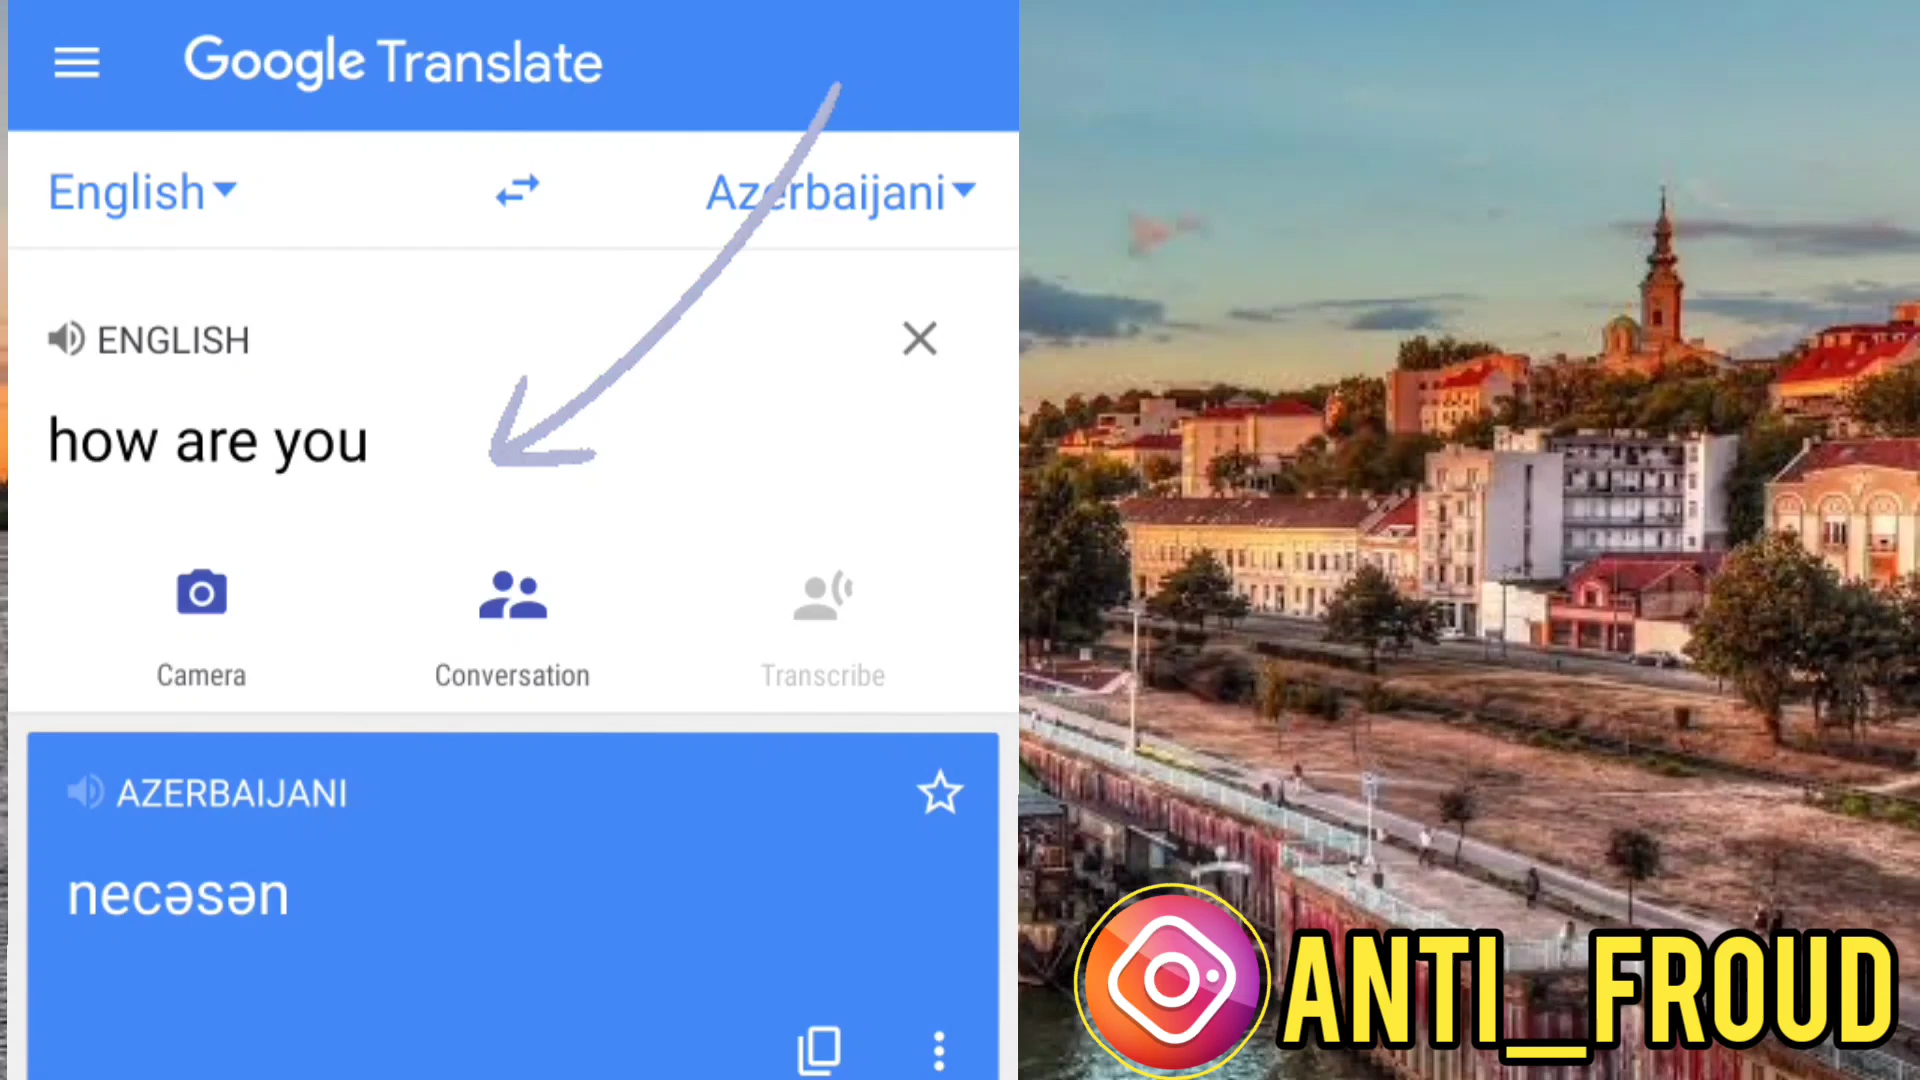 Google Translate
English
Azerbaijani
ENGLISH
how are you
Camera
Conversation
Transcribe
AZERBAIJANI
necəsən
ANTI_FROUD